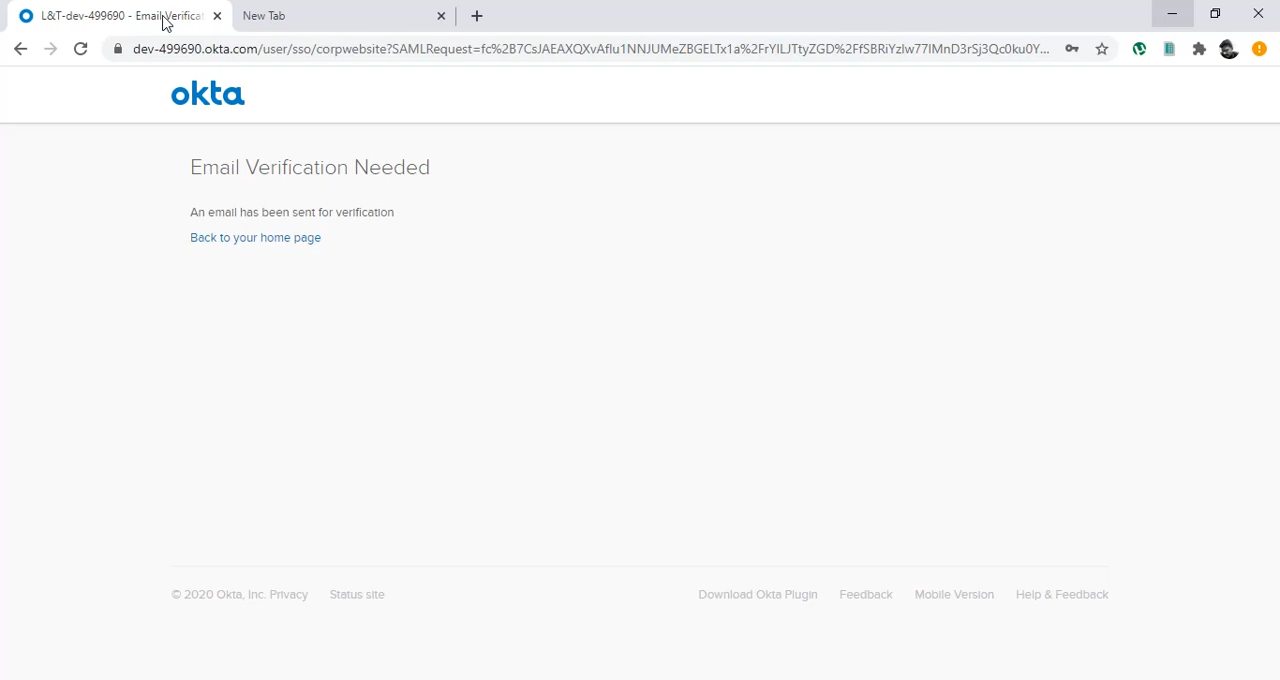 L&T-dev-499690 - Email Verificat
New Tab
dev-499690.okta.com/user/sso/corpwebsite?SAMLRequest=fc%2B7CsJAEAXQXvAflu1NNJUMeZBGELTx1a%2FrYILJTtyZGD%2FfSBRiYzlw77lMnD3rSj3Qc0ku0Y...
okta
Email Verification Needed
An email has been sent for verification
Back to your home page
© 2020 Okta, Inc. Privacy Status site Download Okta Plugin Feedback Mobile Version Help & Feedback